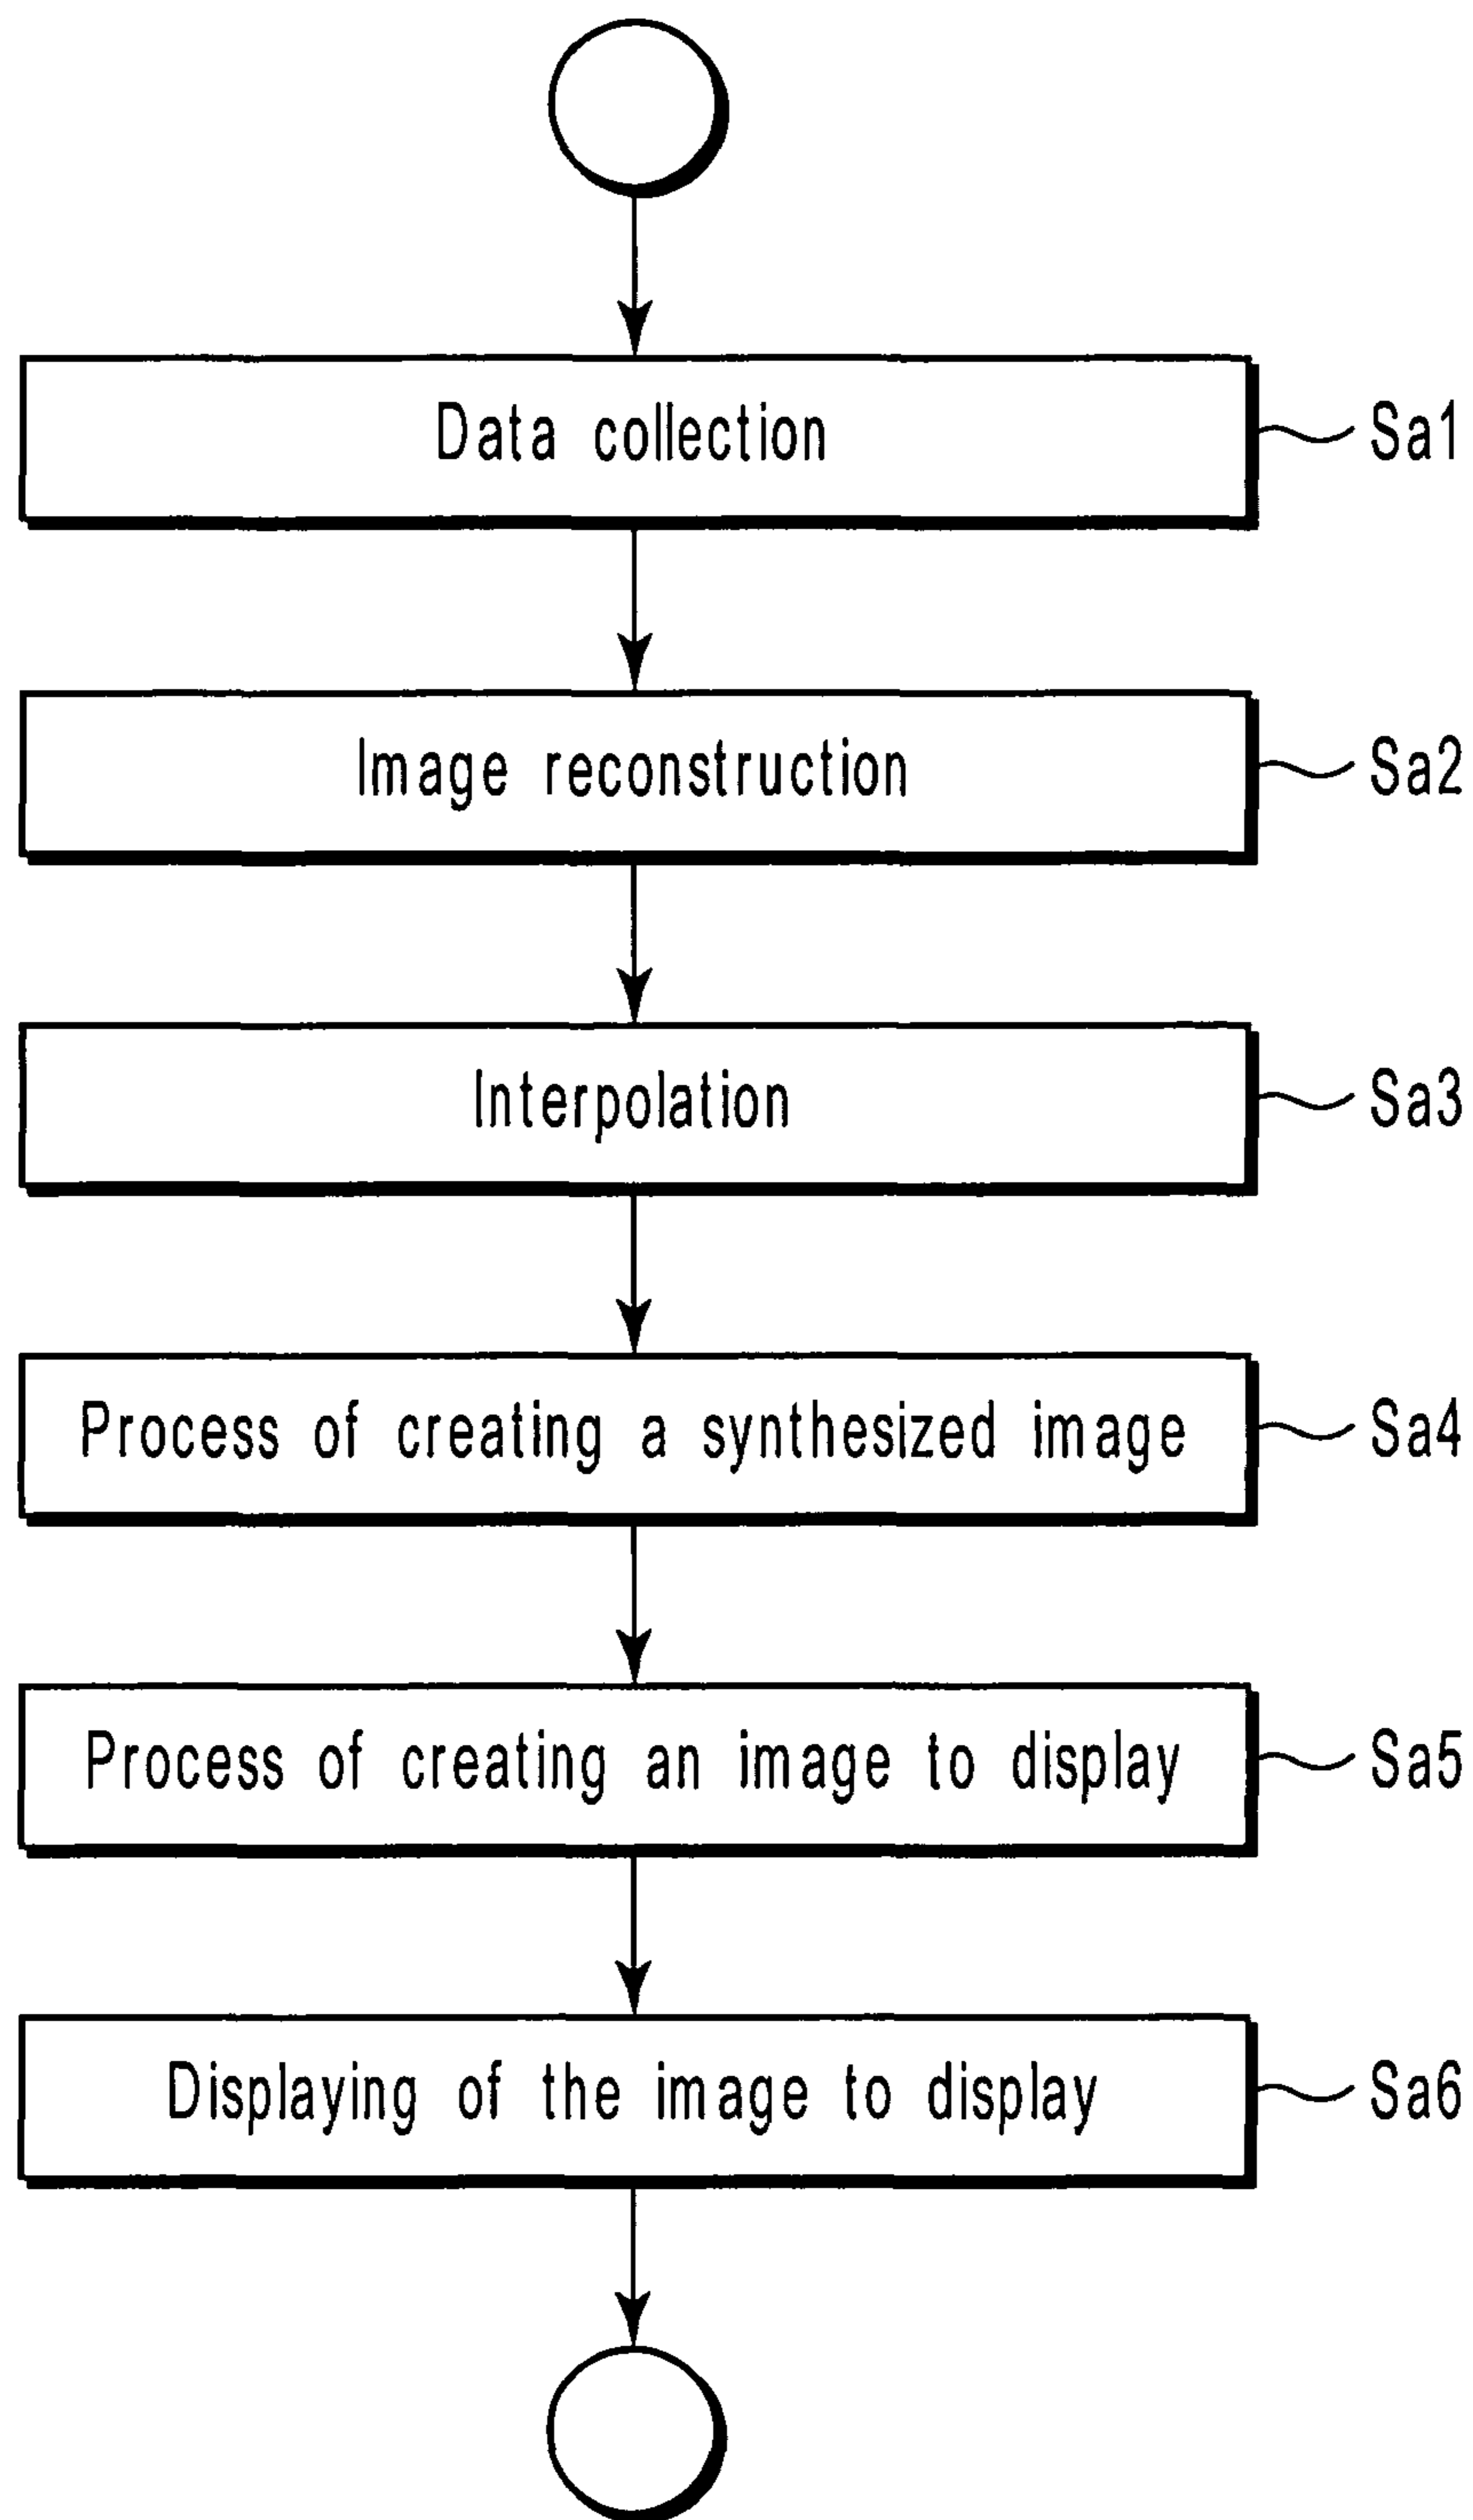 Data collection
Sa1
Image reconstruction
Sa2
Interpolation
Sa3
Process of creating a synthesized image
Sa4
Process of creating an image to display
Sa5
Displaying of the image to display
Sa6